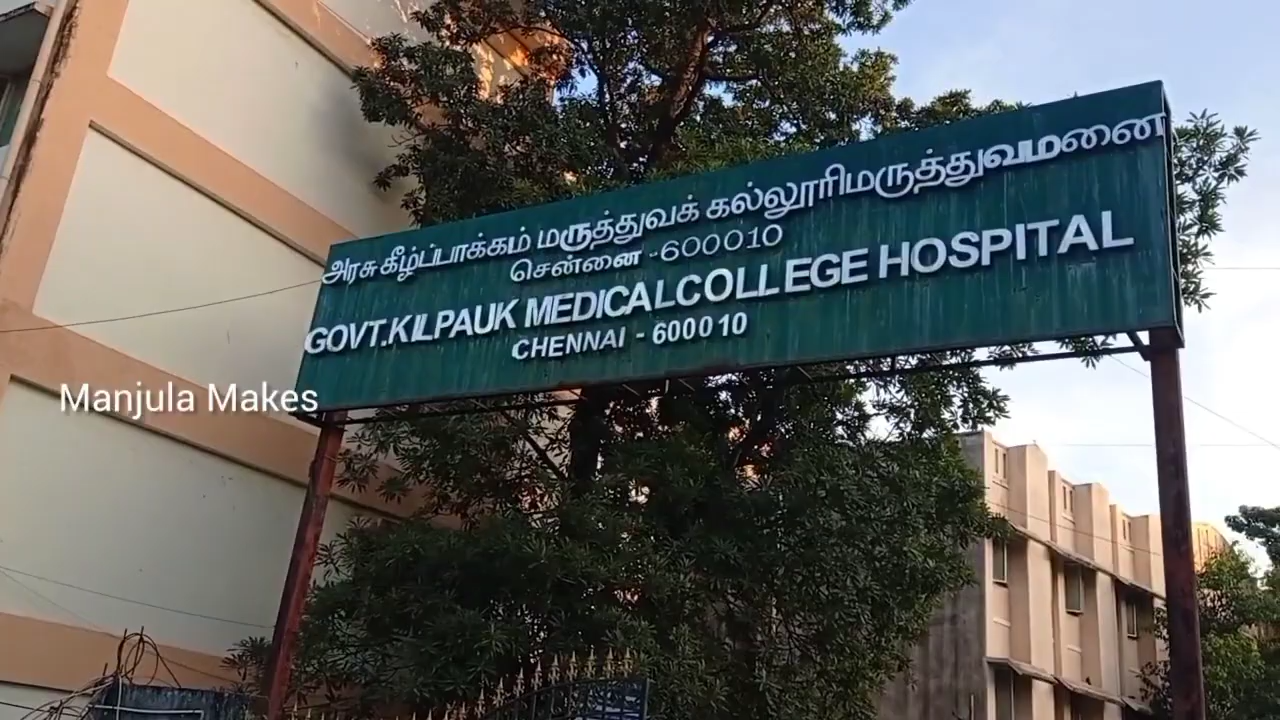 அரசு கீழ்ப்பாக்கம் மருத்துவக் கல்லூரிமருத்துவமனை
சென்னை -600010
GOVT.KILPAUK MEDICALCOLLEGE HOSPITAL
CHENNAI - 600010
Manjula Makes